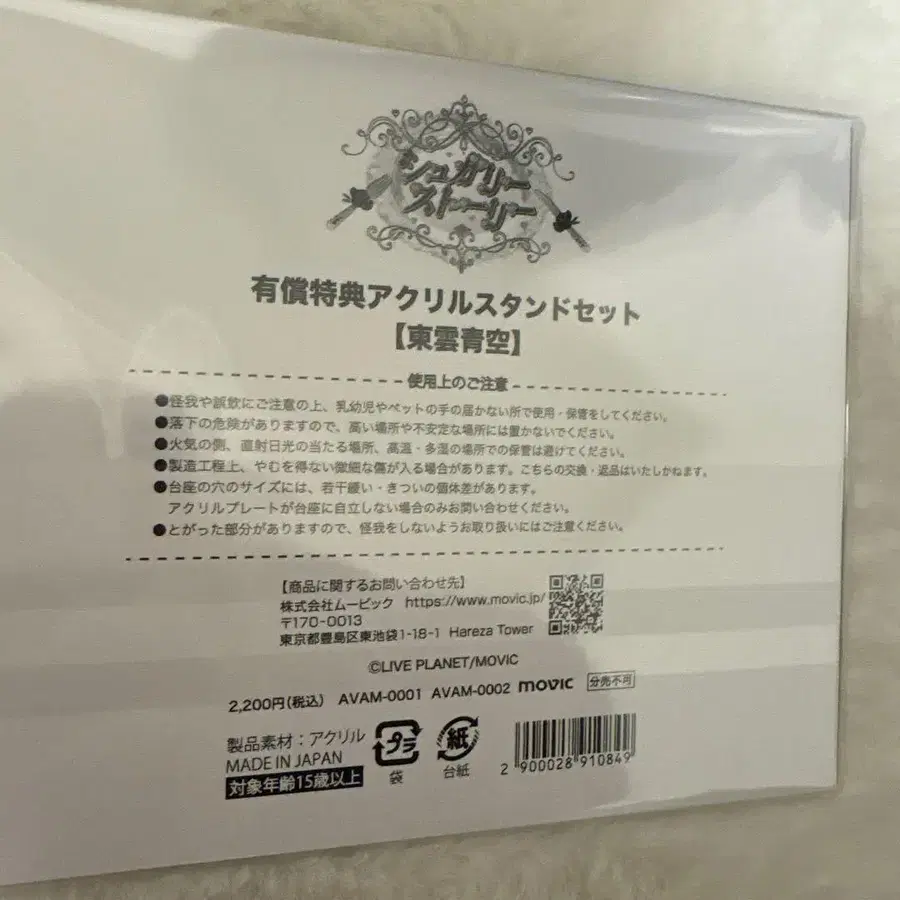 シュガリー
ストーリー
有償特典アクリルスタンドセット
【東雲青空】
使用上のご注意
●怪我や誤飲にご注意の上、乳幼児やペットの手の届かない所で使用・保管をしてください。
●落下の危険がありますので、高い場所や不安定な場所には置かないでください。
●火気の側、直射日光の当たる場所、高温・多湿の場所での保管は避けてください。
●製造工程上、やむを得ない微細な傷が入る場合があります。こちらの交換・返品はいたしかねます。
●台座の穴のサイズには、若干緩い・きついの個体差があります。
アクリルプレートが台座に自立しない場合のみお問い合わせください。
●とがった部分がありますので、怪我をしないようお取り扱いにはご注意ください。
【商品に関するお問い合わせ先】
株式会社ムービック https://www.movic.jp/
〒170-0013
東京都豊島区東池袋1-18-1 Hareza Tower
©LIVE PLANET/MOVIC
2,200円(税込) AVAM-0001 AVAM-0002 movic 分売不可
製品素材：アクリル
MADE IN JAPAN
対象年齢15歳以上
プラ
袋
紙
台紙
2 900028 910849